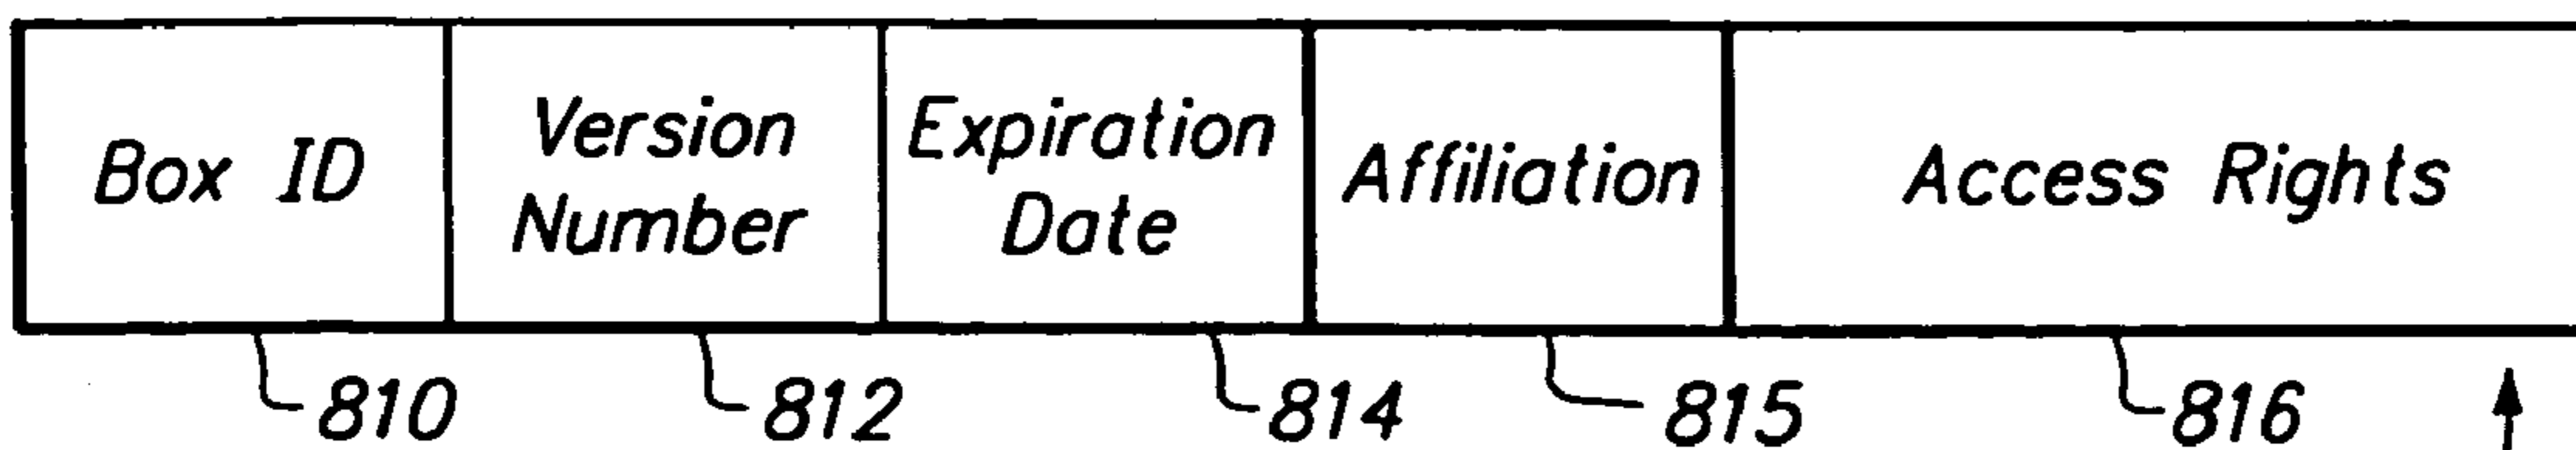 Box ID
Version
Number
Expiration
Date
Affiliation
Access Rights
810
812
814
815
816